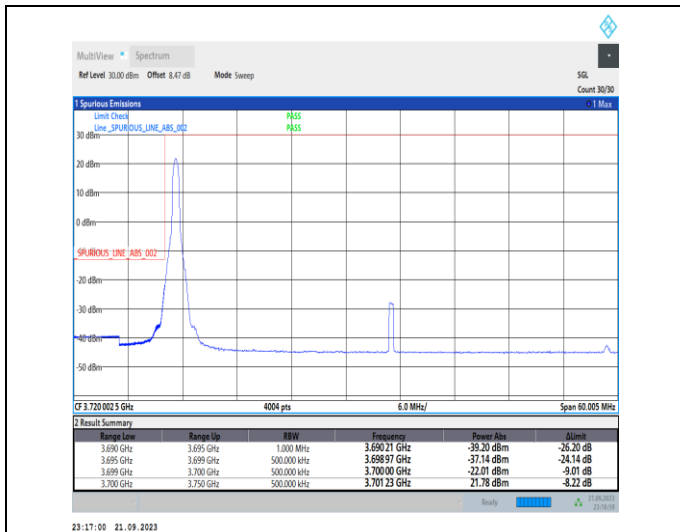 MultiView Spectrum
Ref Level 30.00 dBm Offset 8.47 dB Mode Sweep SGL
Count 30/30
1 Spurious Emissions 1 Max
Limit Check PASS
Line _SPURIOUS_LINE_ABS_002 PASS
30 dBm
20 dBm
10 dBm
0 dBm
_SPURIOUS_LINE_ABS_002
-20 dBm
-30 dBm
-40 dBm
-50 dBm
CF 3.720 002 5 GHz 4004 pts 6.0 MHz/ Span 60.005 MHz
2 Result Summary
Range Low Range Up RBW Frequency Power Abs ΔLimit
3.690 GHz 3.695 GHz 1.000 MHz 3.690 21 GHz -39.20 dBm -26.20 dB
3.695 GHz 3.699 GHz 500.000 kHz 3.698 97 GHz -37.14 dBm -24.14 dB
3.699 GHz 3.700 GHz 500.000 kHz 3.700 00 GHz -22.01 dBm -9.01 dB
3.700 GHz 3.750 GHz 500.000 kHz 3.701 23 GHz 21.78 dBm -8.22 dB
Ready 21.09.2023
23:17:00 21.09.2023